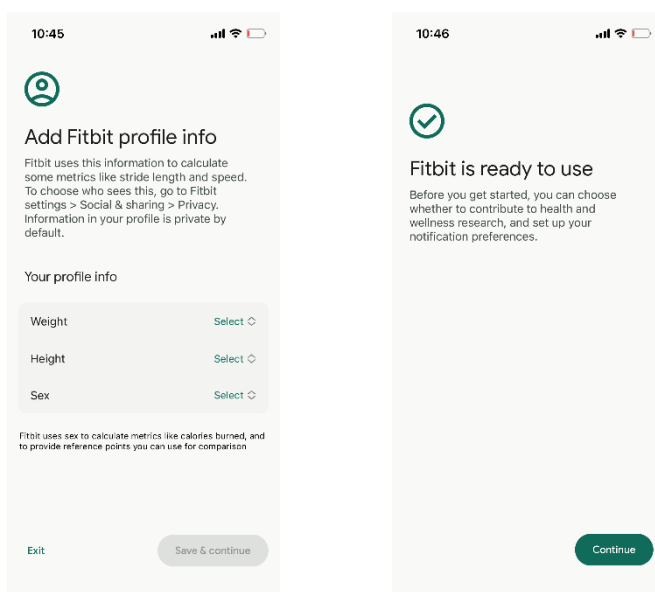 10:45
Add Fitbit profile info
Fitbit uses this information to calculate
some metrics like stride length and speed.
To choose who sees this, go to Fitbit
settings > Social & sharing > Privacy.
Information in your profile is private by
default.
Your profile info
Weight Select
Height Select
Sex Select
Fitbit uses sex to calculate metrics like calories burned, and
to provide reference points you can use for comparison
Exit Save & continue
10:46
Fitbit is ready to use
Before you get started, you can choose
whether to contribute to health and
wellness research, and set up your
notification preferences.
Continue